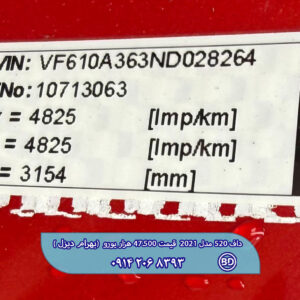 VIN: VF610A363ND028264
No: 10713063
= 4825 [Imp/km]
= 4825 [Imp/km]
= 3154 [mm]
داف 520 مدل 2021 قیمت 47.500 هزار یورو (بهرام دیزل)
۰۹۱۴ ۲۰۶ ۸۳۹۳
BD